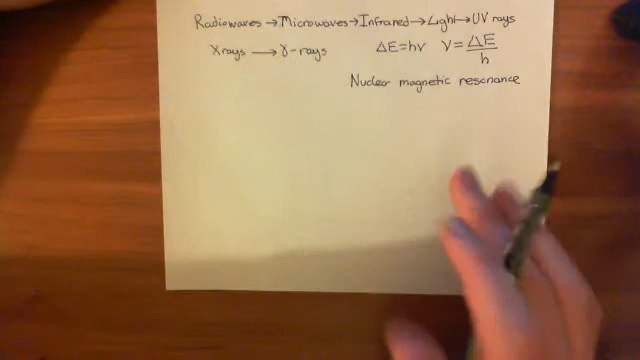 Radiowaves → Microwaves → Infrared → Light → UV rays
Xrays → γ-rays ΔE = hν ν = ΔE/h
Nuclear magnetic resonance